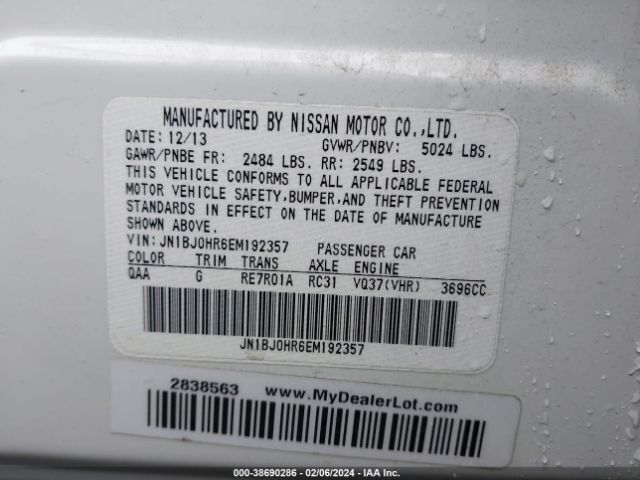 MANUFACTURED BY NISSAN MOTOR CO.,LTD.
DATE: 12/13 GVWR/PNBV: 5024 LBS.
GAWR/PNBE FR: 2484 LBS. RR: 2549 LBS.
THIS VEHICLE CONFORMS TO ALL APPLICABLE FEDERAL
MOTOR VEHICLE SAFETY,BUMPER,AND THEFT PREVENTION
STANDARDS IN EFFECT ON THE DATE OF MANUFACTURE
SHOWN ABOVE.
VIN: JN1BJ0HR6EM192357 PASSENGER CAR
COLOR TRIM TRANS AXLE ENGINE
QAA G RE7R01A RC31 VQ37(VHR) 3696CC
JN1BJ0HR6EM192357
2838563 www.MyDealerLot.com
000-38690286 - 02/06/2024 - IAA Inc.